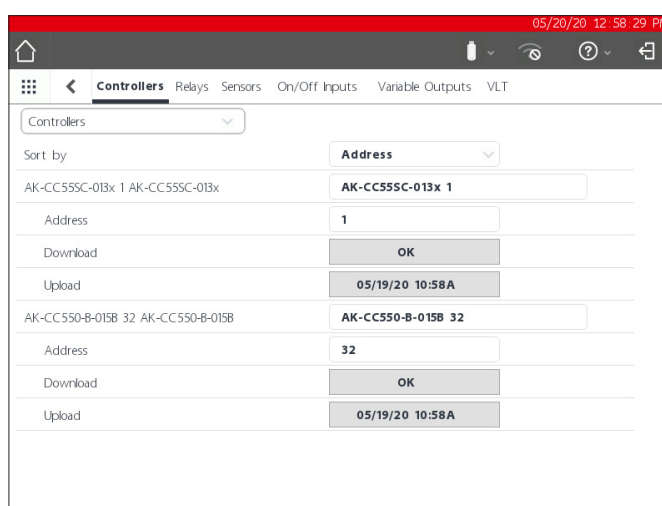 05/20/20 12:58:29 PM
Controllers Relays Sensors On/Off Inputs Variable Outputs VLT
Controllers
Sort by Address
AK-CC55SC-013x 1 AK-CC55SC-013x AK-CC55SC-013x 1
Address 1
Download OK
Upload 05/19/20 10:58A
AK-CC550-B-015B 32 AK-CC550-B-015B AK-CC550-B-015B 32
Address 32
Download OK
Upload 05/19/20 10:58A